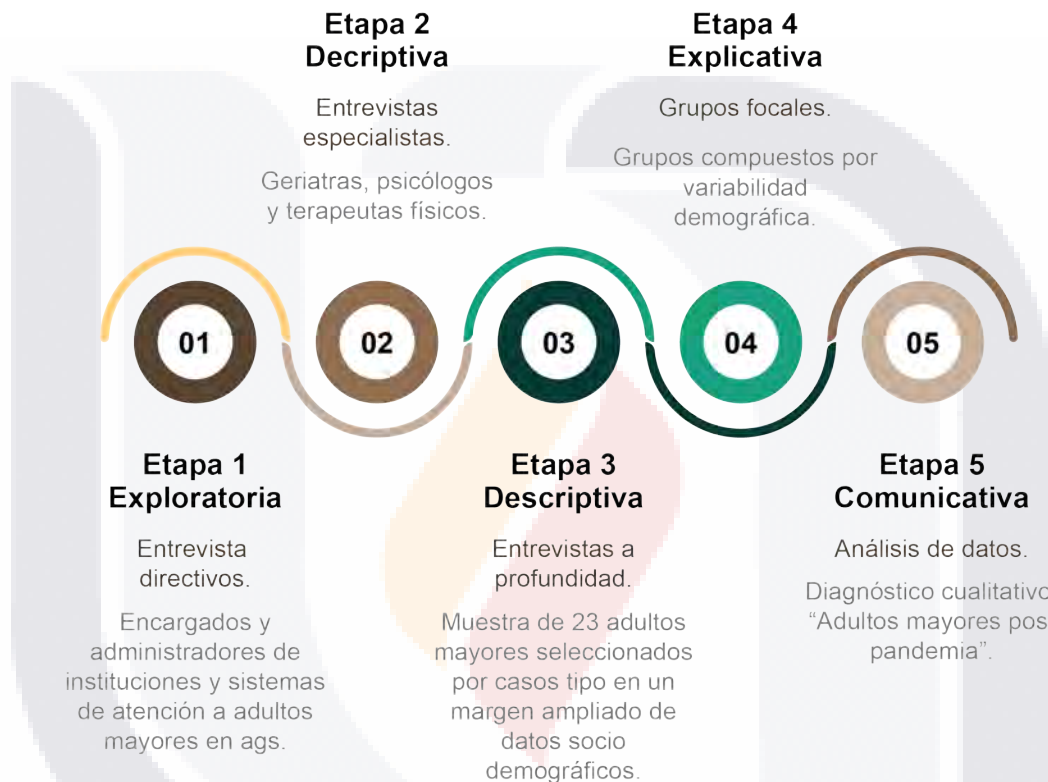 Etapa 2
Decriptiva
Entrevistas
especialistas.
Geriatras, psicólogos
y terapeutas físicos.
Etapa 4
Explicativa
Grupos focales.
Grupos compuestos por
variabilidad
demográfica.
01
02
03
04
05
Etapa 1
Exploratoria
Entrevista
directivos.
Encargados y
administradores de
instituciones y sistemas
de atención a adultos
mayores en ags.
Etapa 3
Descriptiva
Entrevistas a
profundidad.
Muestra de 23 adultos
mayores seleccionados
por casos tipo en un
margen ampliado de
datos socio
demográficos.
Etapa 5
Comunicativa
Análisis de datos.
Diagnóstico cualitativo
“Adultos mayores pos
pandemia”.